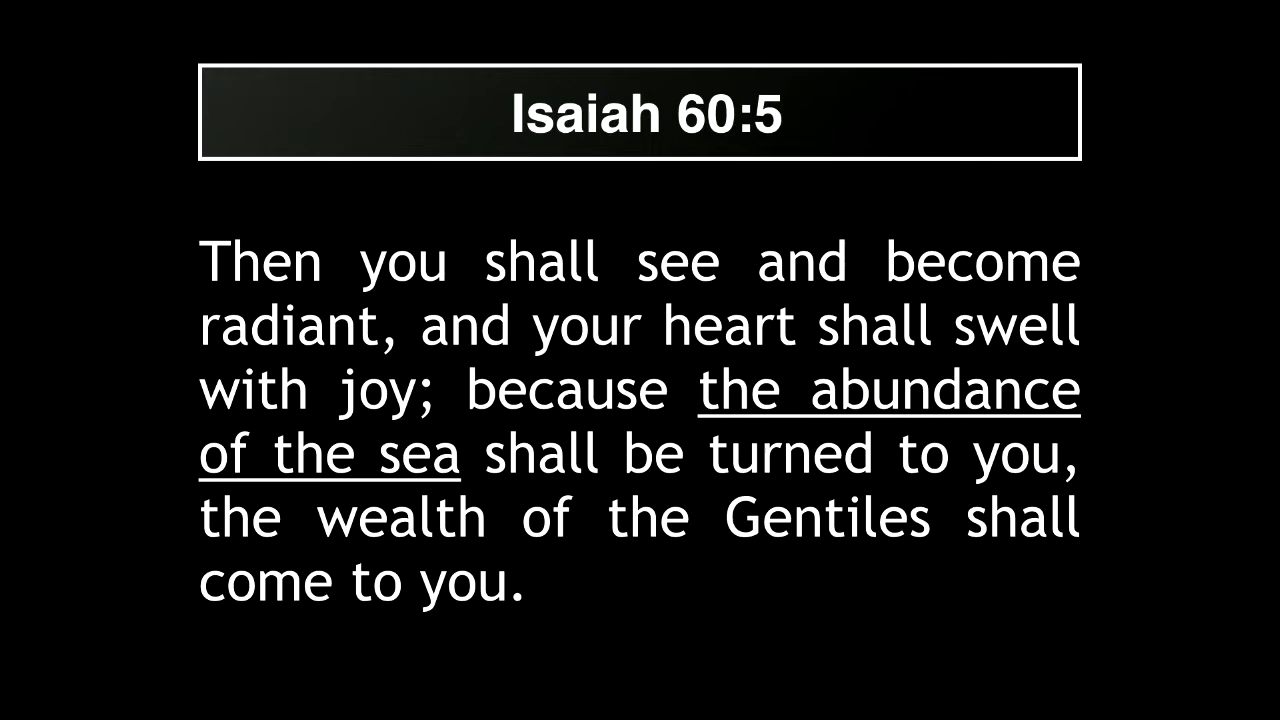 Isaiah 60:5
Then you shall see and become
radiant, and your heart shall swell
with joy; because the abundance
of the sea shall be turned to you,
the wealth of the Gentiles shall
come to you.